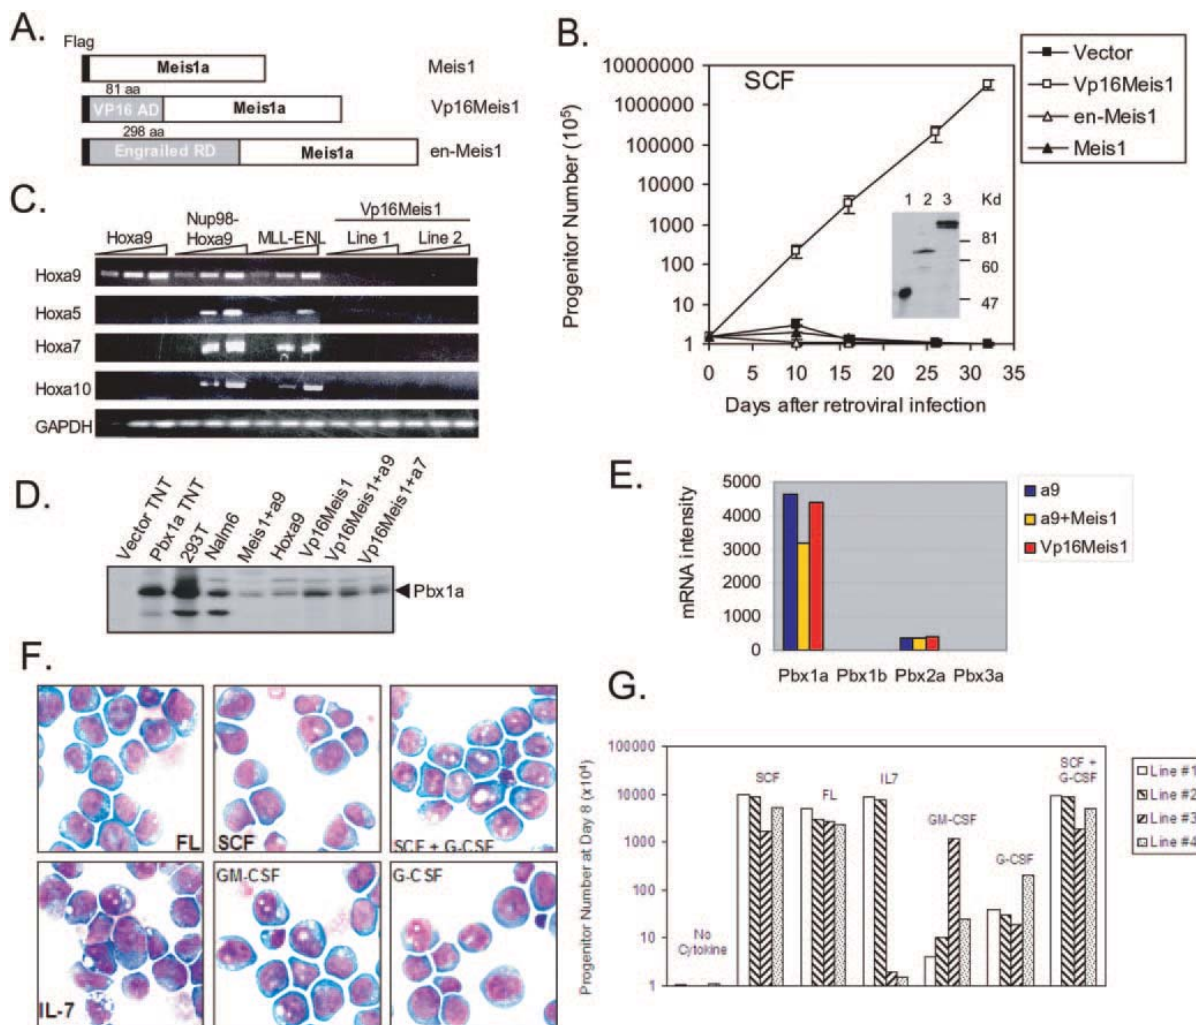 A.
Flag
Meis1a
Meis1
81 aa
VP16 AD
Meis1a
Vp16Meis1
298 aa
Engrailed RD
Meis1a
en-Meis1
B.
SCF
Progenitor Number (10⁵)
10000000
1000000
100000
10000
1000
100
10
1
0 5 10 15 20 25 30 35
Days after retroviral infection
Vector
Vp16Meis1
en-Meis1
Meis1
1 2 3 Kd
81
60
47
C.
Vp16Meis1
Nup98-
Hoxa9 Hoxa9 MLL-ENL Line 1 Line 2
Hoxa9
Hoxa5
Hoxa7
Hoxa10
GAPDH
D.
Vector TNT
Pbx1a TNT
293T
Nalm6
Meis1+a9
Hoxa9
Vp16Meis1
Vp16Meis1+a9
Vp16Meis1+a7
Pbx1a
E.
mRNA intensity
5000
4000
3000
2000
1000
0
Pbx1a Pbx1b Pbx2a Pbx3a
a9
a9+Meis1
Vp16Meis1
F.
FL
SCF
SCF + G-CSF
IL-7
GM-CSF
G-CSF
G.
Progenitor Number at Day 8 (x10⁴)
100000
10000
1000
100
10
1
No
Cytokine
SCF
FL
IL7
GM-CSF
G-CSF
SCF +
G-CSF
Line #1
Line #2
Line #3
Line #4